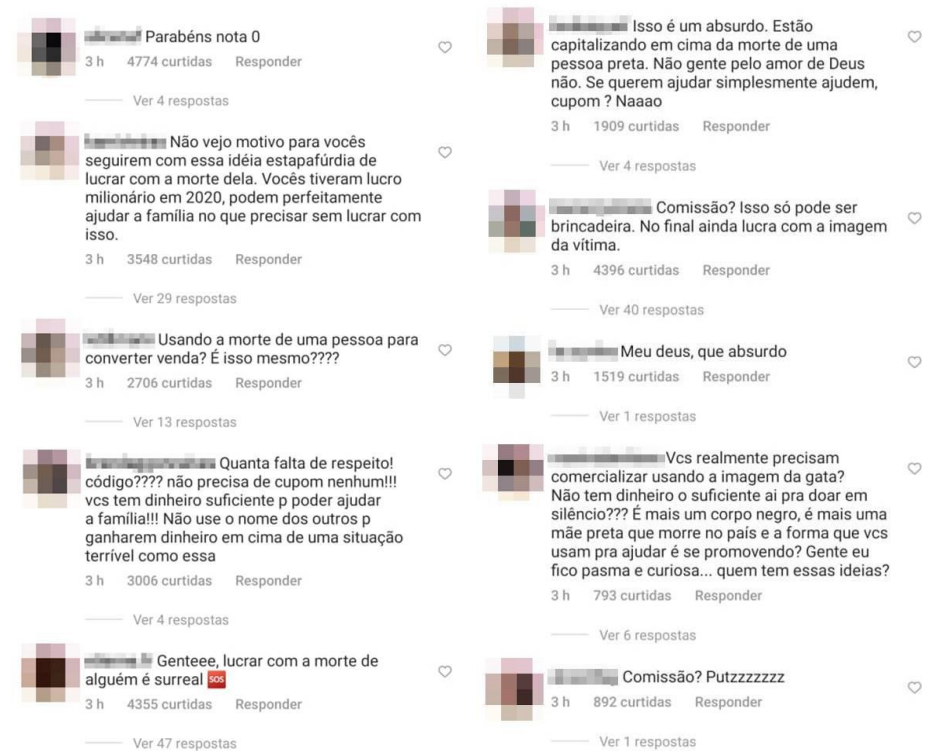 Parabéns nota 0
3 h 4774 curtidas Responder
Ver 4 respostas
Não vejo motivo para vocês
seguirem com essa idéia estapafúrdia de
lucrar com a morte dela. Vocês tiveram lucro
milionário em 2020, podem perfeitamente
ajudar a família no que precisar sem lucrar com
isso.
3 h 3548 curtidas Responder
Ver 29 respostas
Usando a morte de uma pessoa para
converter venda? É isso mesmo????
3 h 2706 curtidas Responder
Ver 13 respostas
Quanta falta de respeito!
código???? não precisa de cupom nenhum!!!
vcs tem dinheiro suficiente p poder ajudar
a família!!! Não use o nome dos outros p
ganharem dinheiro em cima de uma situação
terrível como essa
3 h 3006 curtidas Responder
Ver 4 respostas
Genteee, lucrar com a morte de
alguém é surreal 🆘
3 h 4355 curtidas Responder
Ver 47 respostas
Isso é um absurdo. Estão
capitalizando em cima da morte de uma
pessoa preta. Não gente pelo amor de Deus
não. Se querem ajudar simplesmente ajudem,
cupom ? Naaao
3 h 1909 curtidas Responder
Ver 4 respostas
Comissão? Isso só pode ser
brincadeira. No final ainda lucra com a imagem
da vítima.
3 h 4396 curtidas Responder
Ver 40 respostas
Meu deus, que absurdo
3 h 1519 curtidas Responder
Ver 1 respostas
Vcs realmente precisam
comercializar usando a imagem da gata?
Não tem dinheiro o suficiente ai pra doar em
silêncio??? É mais um corpo negro, é mais uma
mãe preta que morre no país e a forma que vcs
usam pra ajudar é se promovendo? Gente eu
fico pasma e curiosa... quem tem essas ideias?
3 h 793 curtidas Responder
Ver 6 respostas
Comissão? Putzzzzzzz
3 h 892 curtidas Responder
Ver 1 respostas